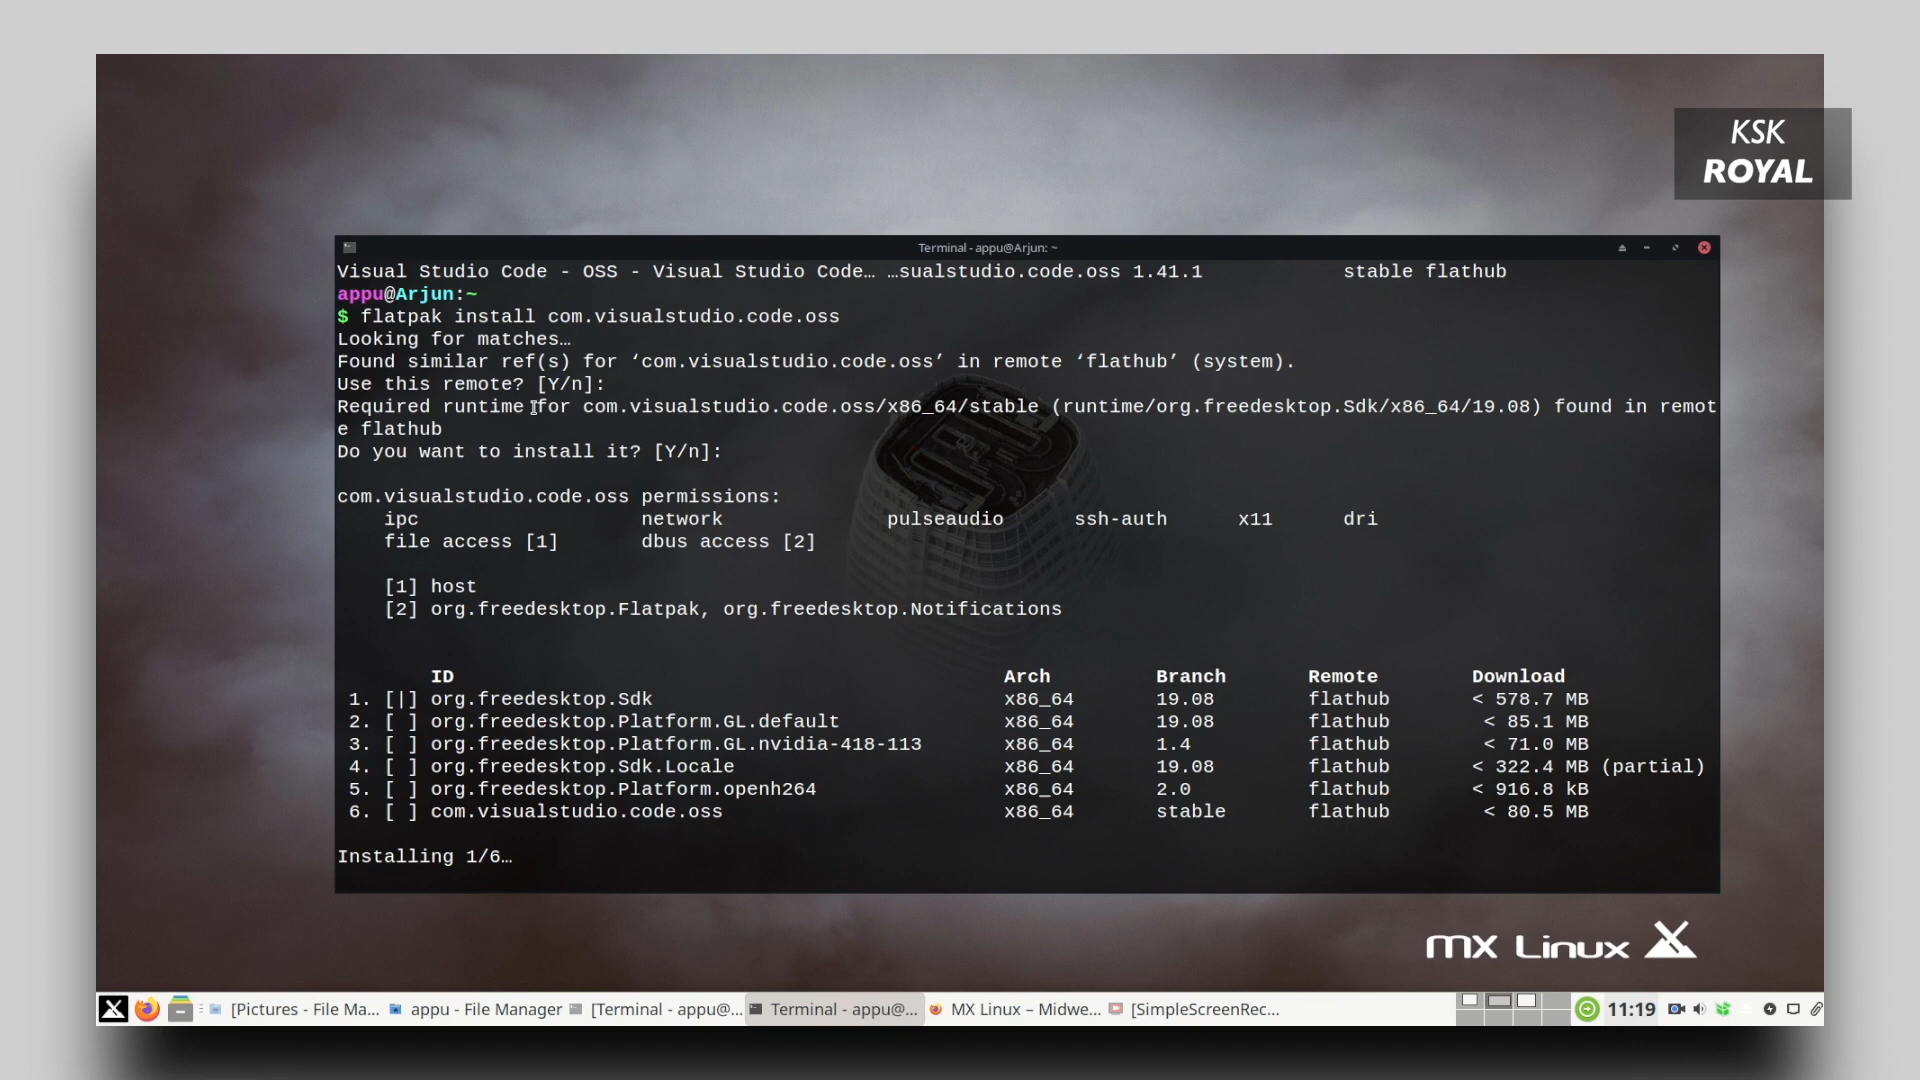 KSK
ROYAL
Terminal - appu@Arjun: ~
Visual Studio Code - OSS - Visual Studio Code… …sualstudio.code.oss 1.41.1 stable flathub
appu@Arjun:~
$ flatpak install com.visualstudio.code.oss
Looking for matches…
Found similar ref(s) for ‘com.visualstudio.code.oss’ in remote ‘flathub’ (system).
Use this remote? [Y/n]:
Required runtime for com.visualstudio.code.oss/x86_64/stable (runtime/org.freedesktop.Sdk/x86_64/19.08) found in remot
e flathub
Do you want to install it? [Y/n]:
com.visualstudio.code.oss permissions:
ipc network pulseaudio ssh-auth x11 dri
file access [1] dbus access [2]
[1] host
[2] org.freedesktop.Flatpak, org.freedesktop.Notifications
ID Arch Branch Remote Download
1. [|] org.freedesktop.Sdk x86_64 19.08 flathub < 578.7 MB
2. [ ] org.freedesktop.Platform.GL.default x86_64 19.08 flathub < 85.1 MB
3. [ ] org.freedesktop.Platform.GL.nvidia-418-113 x86_64 1.4 flathub < 71.0 MB
4. [ ] org.freedesktop.Sdk.Locale x86_64 19.08 flathub < 322.4 MB (partial)
5. [ ] org.freedesktop.Platform.openh264 x86_64 2.0 flathub < 916.8 kB
6. [ ] com.visualstudio.code.oss x86_64 stable flathub < 80.5 MB
Installing 1/6…
MX Linux
[Pictures - File Ma... appu - File Manager [Terminal - appu@... Terminal - appu@... MX Linux – Midwe... [SimpleScreenRec... 11:19